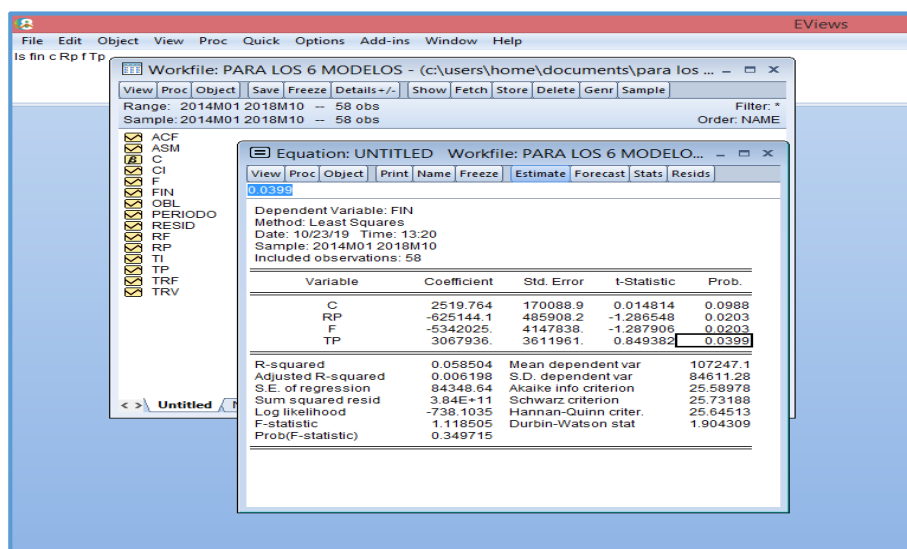 EViews
File Edit Object View Proc Quick Options Add-ins Window Help
ls fin c Rp f Tp
Workfile: PARA LOS 6 MODELOS - (c:\users\home\documents\para los ...
View Proc Object Save Freeze Details+/- Show Fetch Store Delete Genr Sample
Range: 2014M01 2018M10 -- 58 obs Filter: *
Sample: 2014M01 2018M10 -- 58 obs Order: NAME
ACF
ASM
C
CI
F
FIN
OBL
PERIODO
RESID
RF
RP
TI
TP
TRF
TRV
Untitled
Equation: UNTITLED Workfile: PARA LOS 6 MODELO...
View Proc Object Print Name Freeze Estimate Forecast Stats Resids
0.0399
Dependent Variable: FIN
Method: Least Squares
Date: 10/23/19 Time: 13:20
Sample: 2014M01 2018M10
Included observations: 58
Variable Coefficient Std. Error t-Statistic Prob.
C 2519.764 170088.9 0.014814 0.0988
RP -625144.1 485908.2 -1.286548 0.0203
F -5342025. 4147838. -1.287906 0.0203
TP 3067936. 3611961. 0.849382 0.0399
R-squared 0.058504 Mean dependent var 107247.1
Adjusted R-squared 0.006198 S.D. dependent var 84611.28
S.E. of regression 84348.64 Akaike info criterion 25.58978
Sum squared resid 3.84E+11 Schwarz criterion 25.73188
Log likelihood -738.1035 Hannan-Quinn criter. 25.64513
F-statistic 1.118505 Durbin-Watson stat 1.904309
Prob(F-statistic) 0.349715